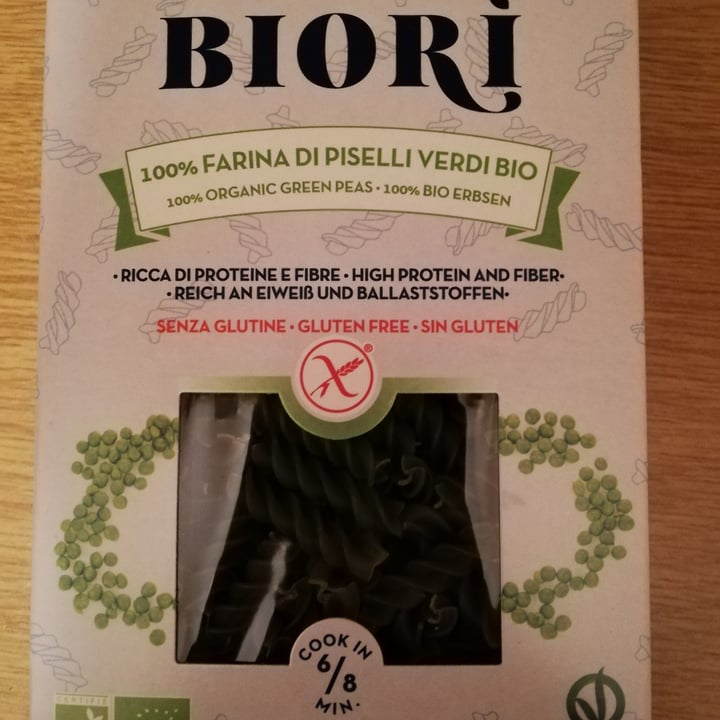 BIORÌ
100% FARINA DI PISELLI VERDI BIO
100% ORGANIC GREEN PEAS • 100% BIO ERBSEN
• RICCA DI PROTEINE E FIBRE • HIGH PROTEIN AND FIBER •
• REICH AN EIWEIß UND BALLASTSTOFFEN •
SENZA GLUTINE • GLUTEN FREE • SIN GLUTEN
®
COOK IN
6/8
MIN.
CERTIFIÉ